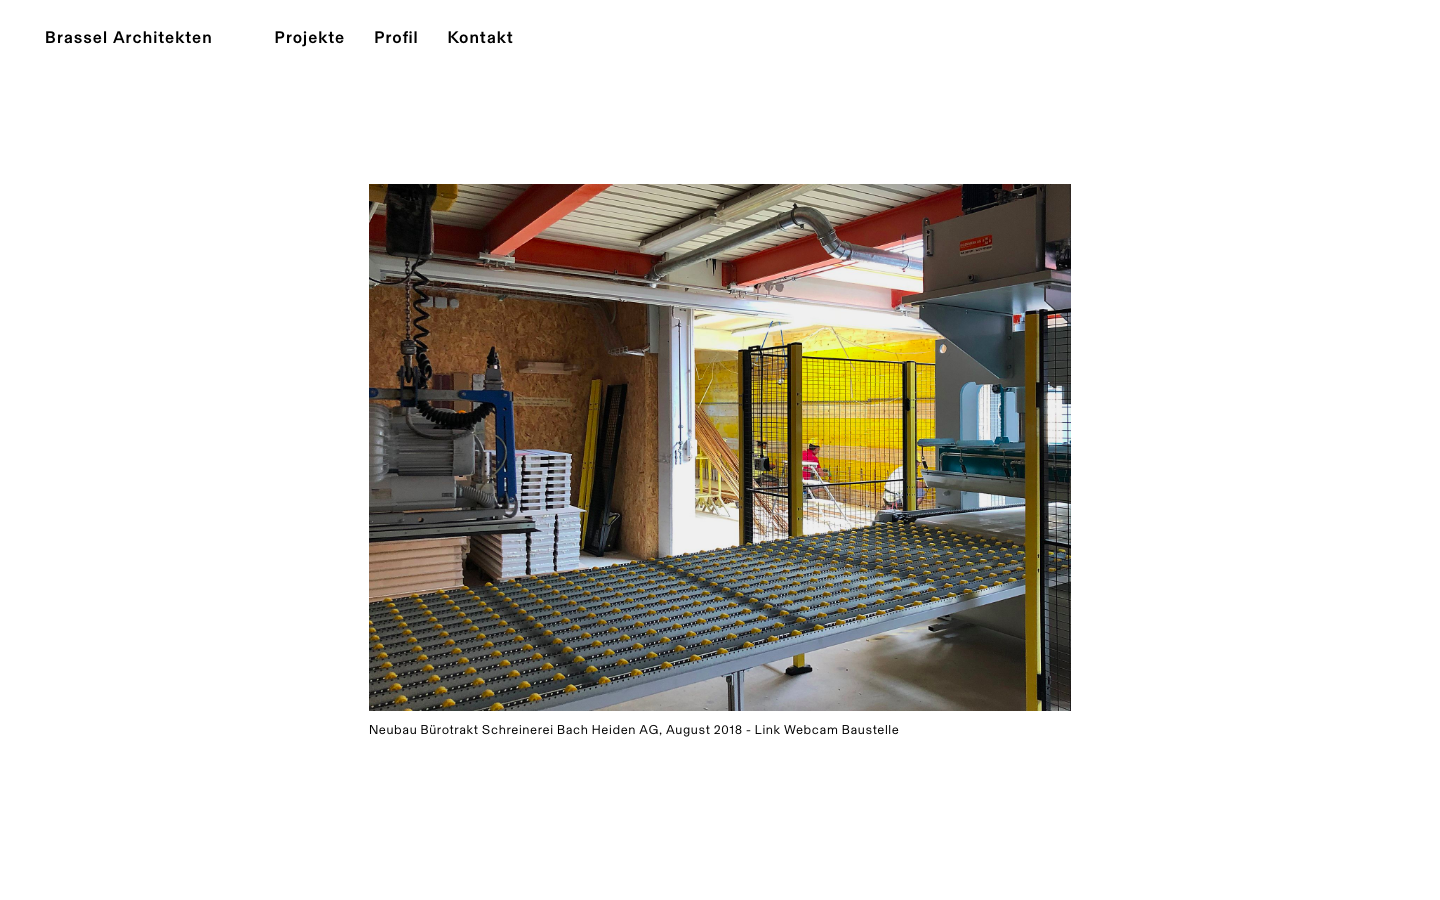 Brassel Architekten Projekte Profil Kontakt
Neubau Bürotrakt Schreinerei Bach Heiden AG, August 2018 - Link Webcam Baustelle